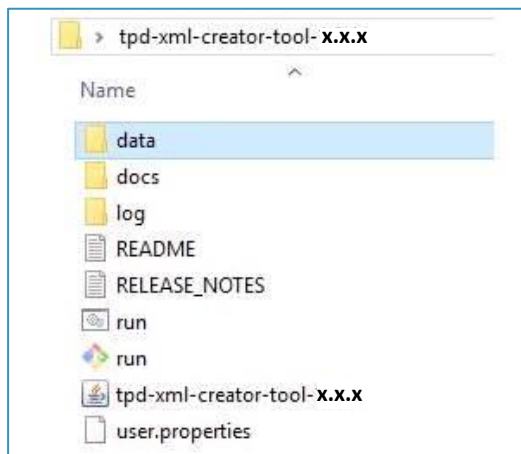 > tpd-xml-creator-tool- x.x.x
Name
data
docs
log
README
RELEASE_NOTES
run
run
tpd-xml-creator-tool- x.x.x
user.properties